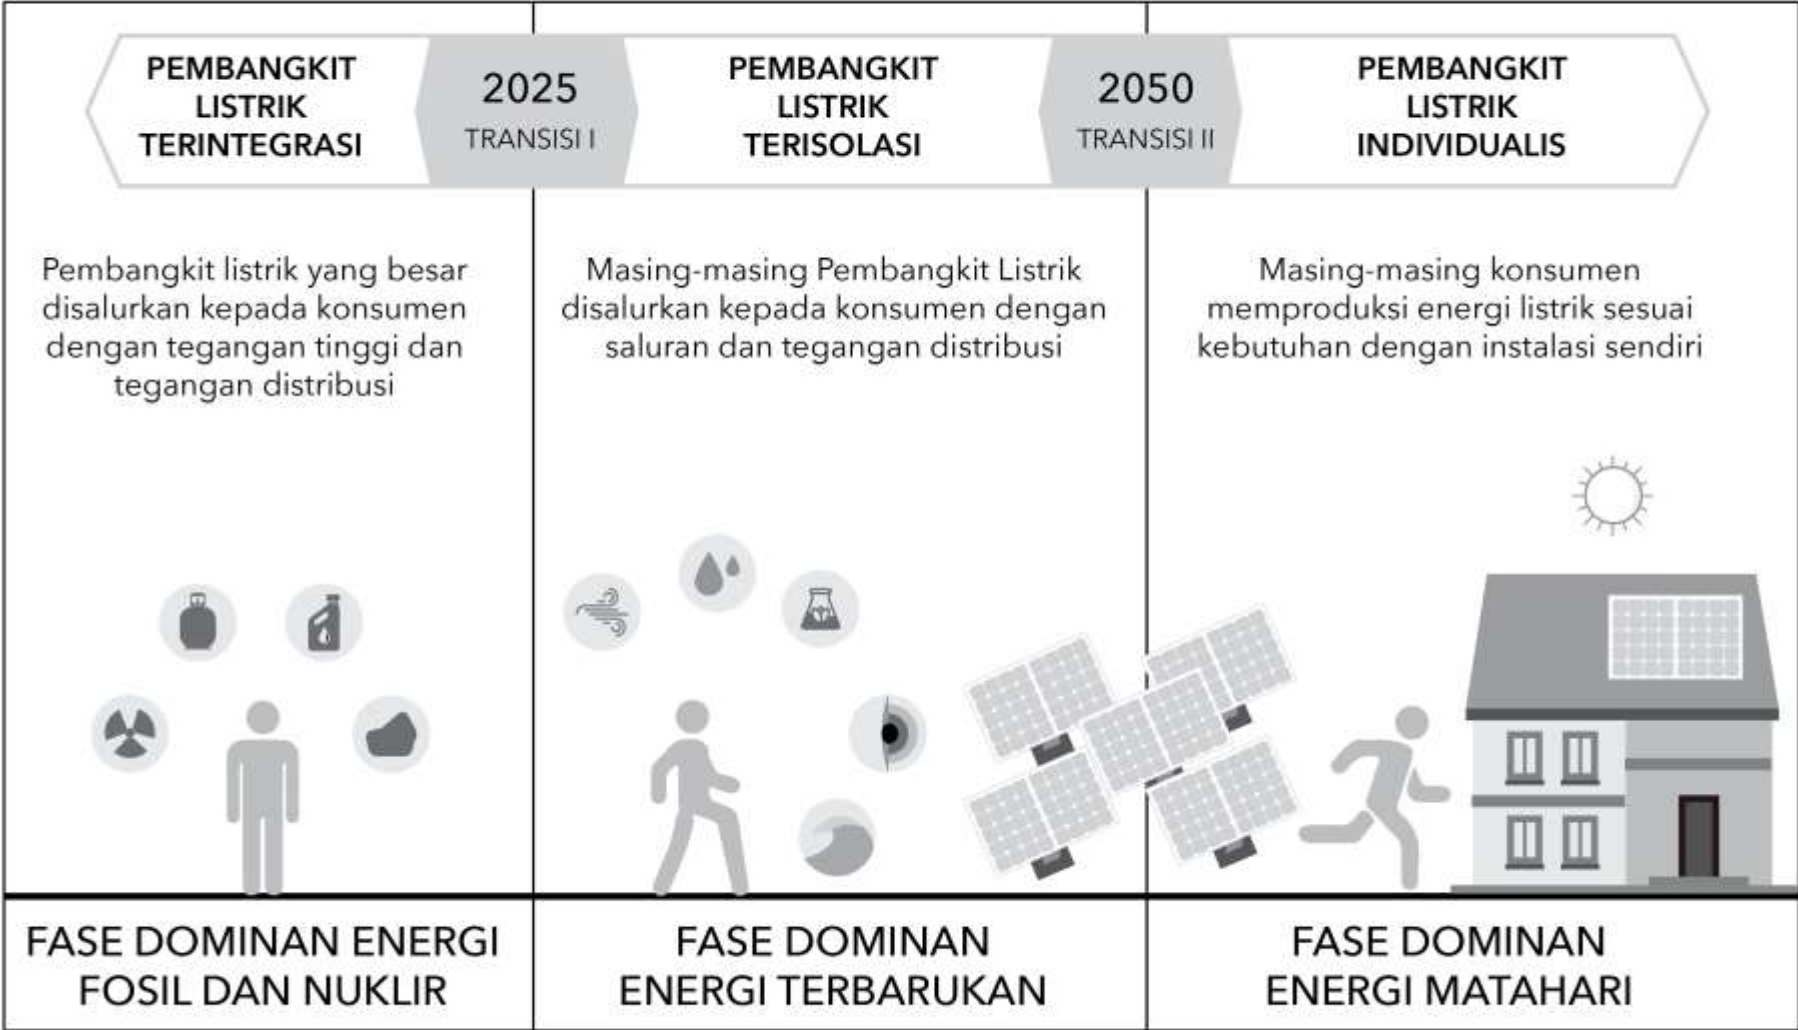 PEMBANGKIT
LISTRIK
TERINTEGRASI
2025
TRANSISI I
PEMBANGKIT
LISTRIK
TERISOLASI
2050
TRANSISI II
PEMBANGKIT
LISTRIK
INDIVIDUALIS
Pembangkit listrik yang besar
disalurkan kepada konsumen
dengan tegangan tinggi dan
tegangan distribusi
Masing-masing Pembangkit Listrik
disalurkan kepada konsumen dengan
saluran dan tegangan distribusi
Masing-masing konsumen
memproduksi energi listrik sesuai
kebutuhan dengan instalasi sendiri
FASE DOMINAN ENERGI
FOSIL DAN NUKLIR
FASE DOMINAN
ENERGI TERBARUKAN
FASE DOMINAN
ENERGI MATAHARI